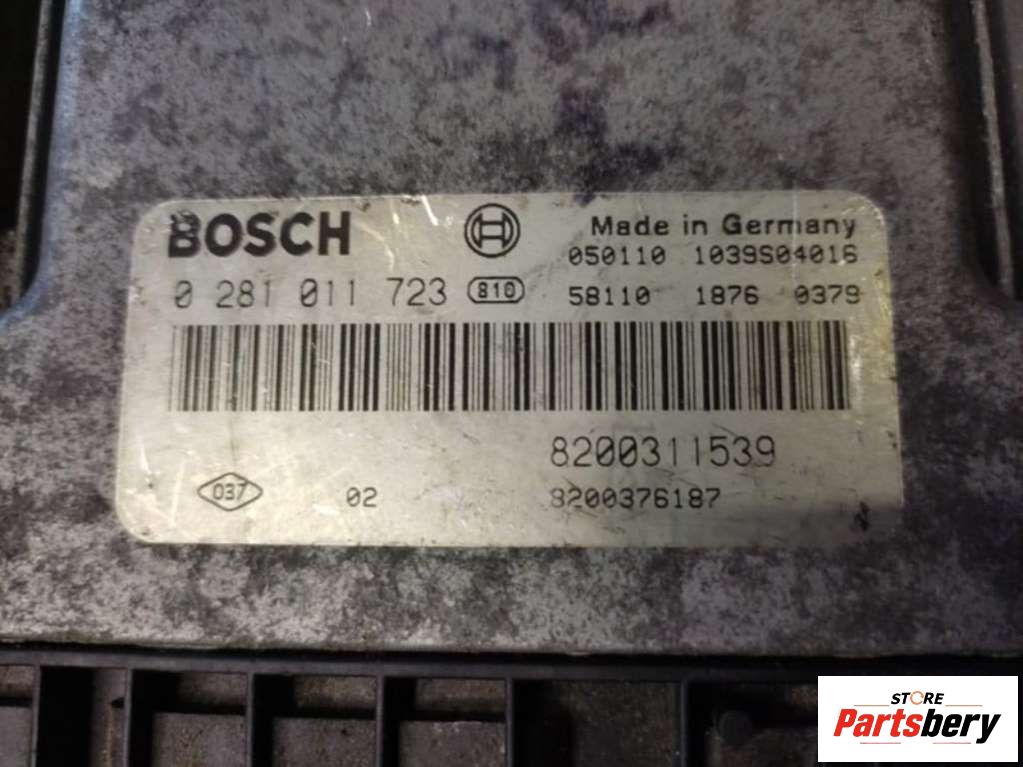 BOSCH
Made in Germany
050110 1039S04016
0 281 011 723 810
58110 1876 0379
8200311539
037 02 8200376187
STORE
Partsbery